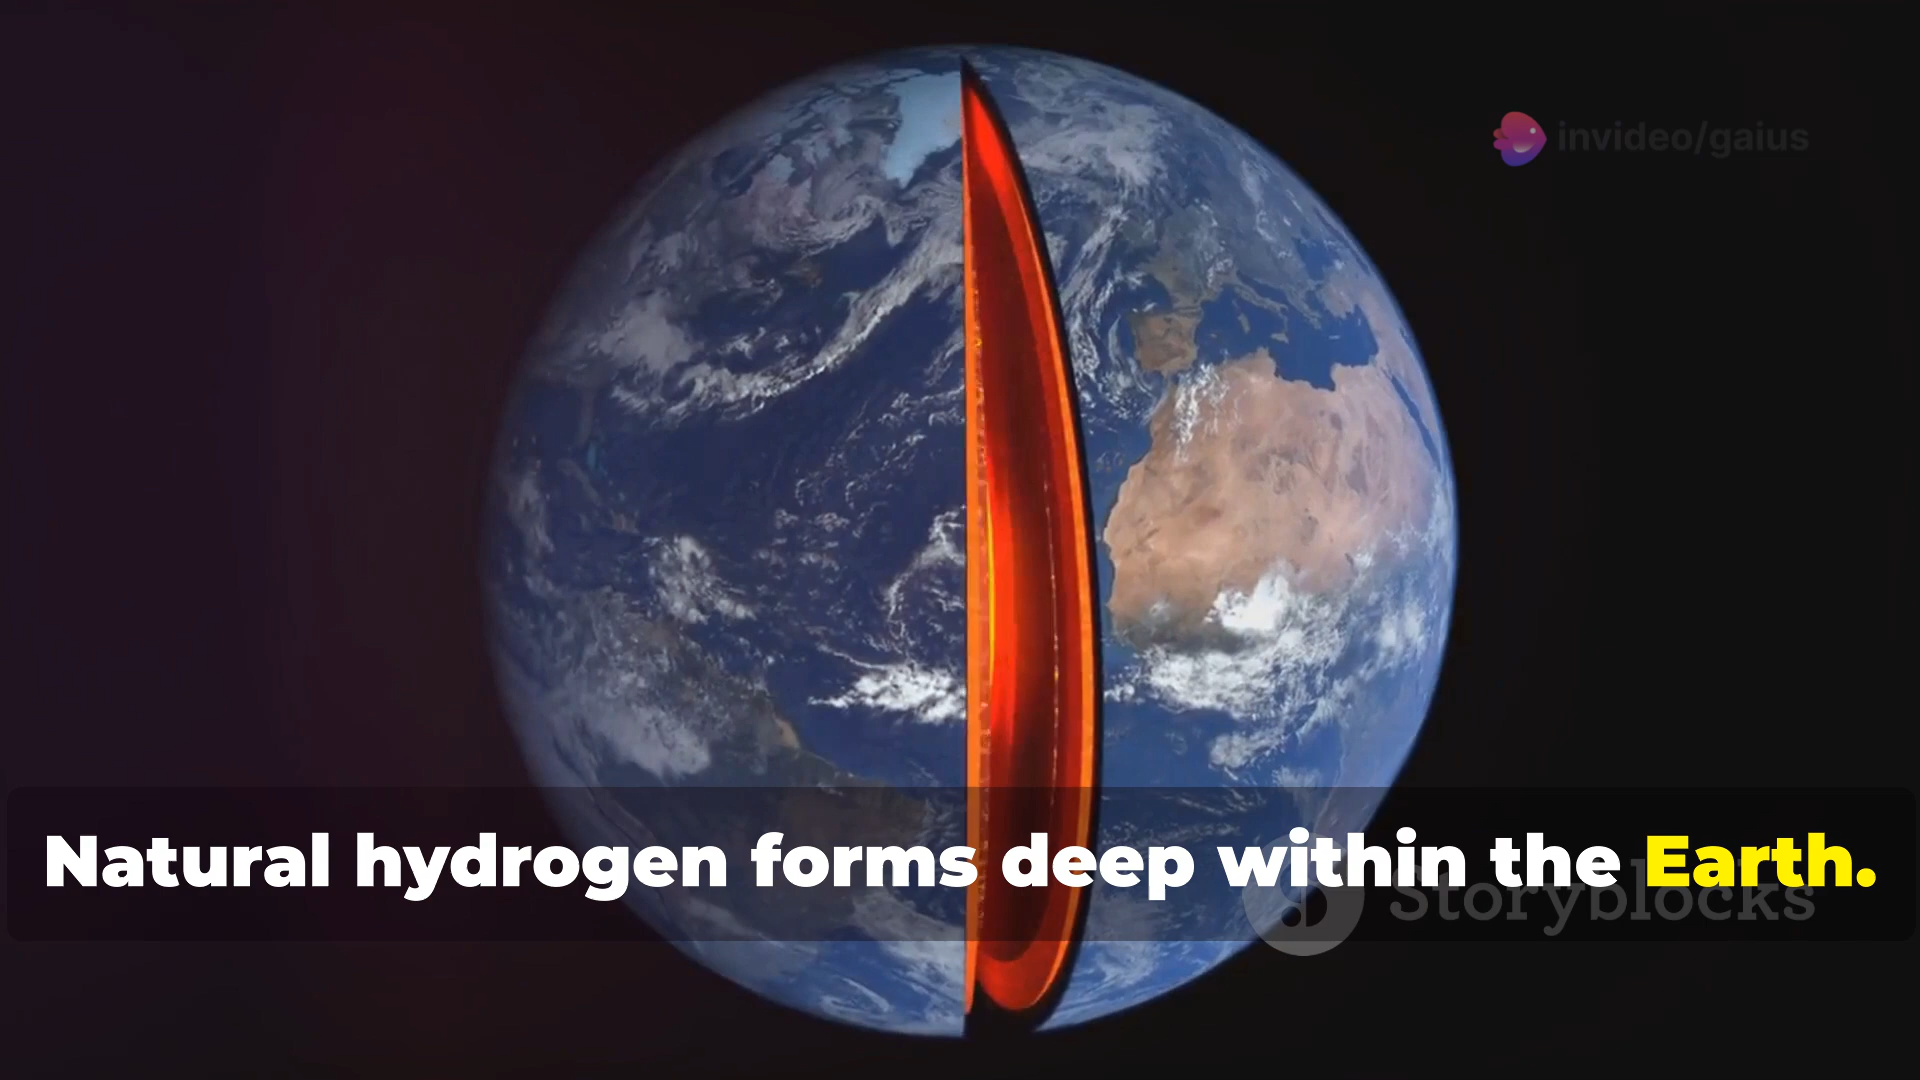 invideo/gaius
Natural hydrogen forms deep within the Earth.
Storyblocks